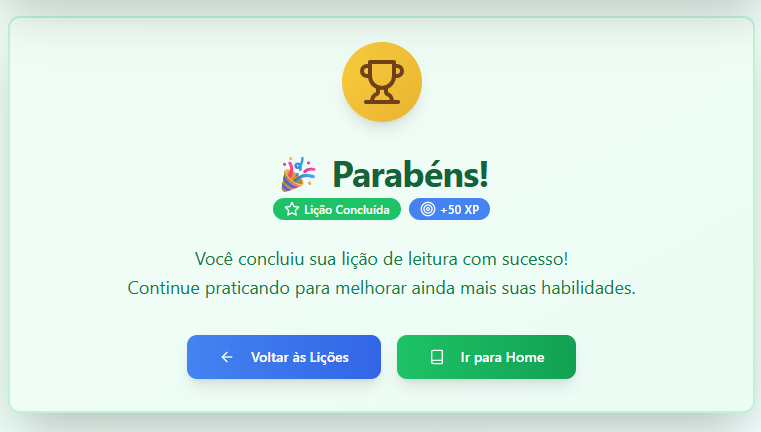 🎉 Parabéns!
Lição Concluída +50 XP
Você concluiu sua lição de leitura com sucesso!
Continue praticando para melhorar ainda mais suas habilidades.
Voltar às Lições Ir para Home